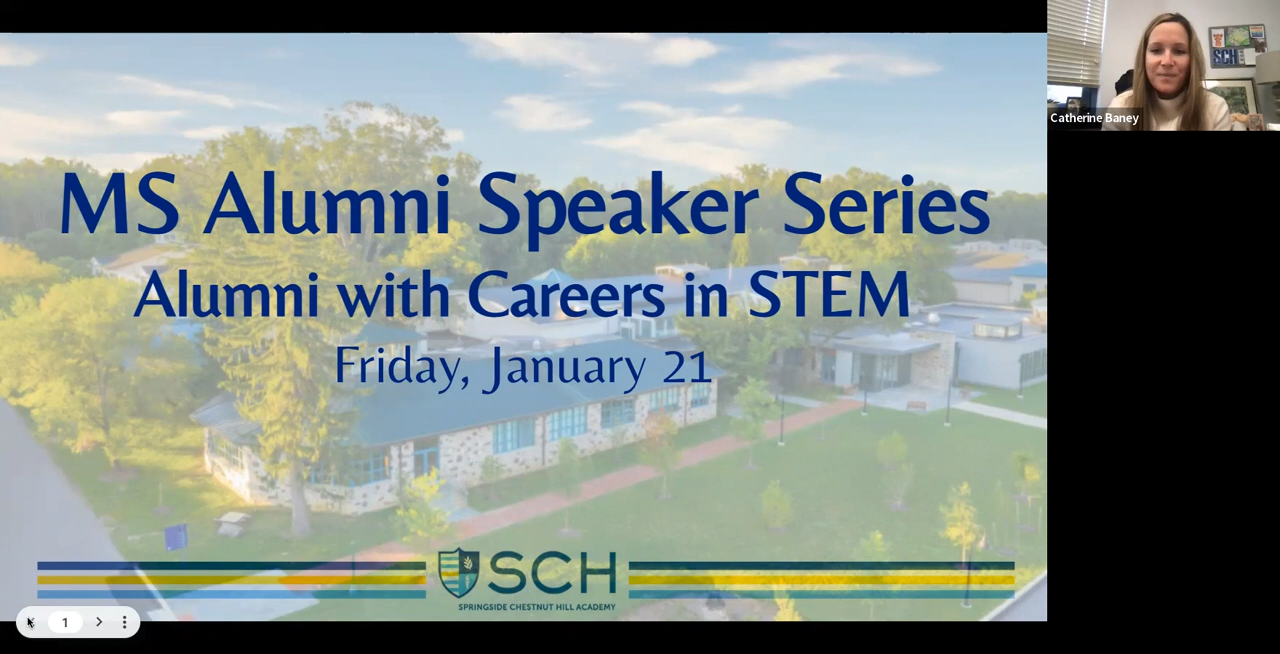 MS Alumni Speaker Series
Alumni with Careers in STEM
Friday, January 21
SCH
SPRINGSIDE CHESTNUT HILL ACADEMY
1
SCH
Catherine Baney